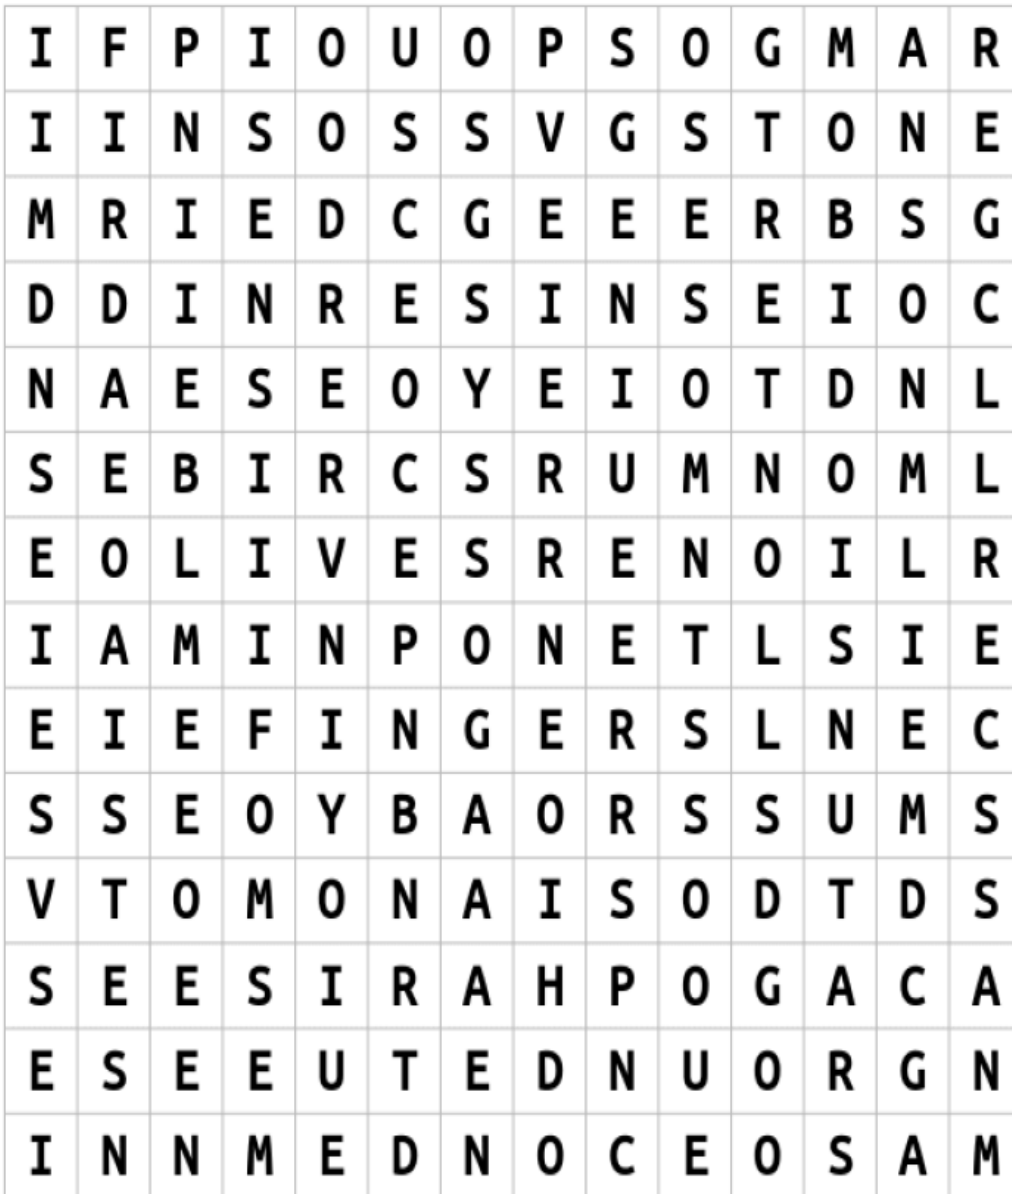 I F P I O U O P S O G M A R
I I N S O S S V G S T O N E
M R I E D C G E E E R B S G
D D I N R E S I N S E I O C
N A E S E O Y E I O T D N L
S E B I R C S R U M N O M L
E O L I V E S R E N O I L R
I A M I N P O N E T L S I E
E I E F I N G E R S L N E C
S S E O Y B A O R S S U M S
V T O M O N A I S O D T D S
S E E S I R A H P O G A C A
E S E E U T E D N U O R G N
I N N M E D N O C E O S A M